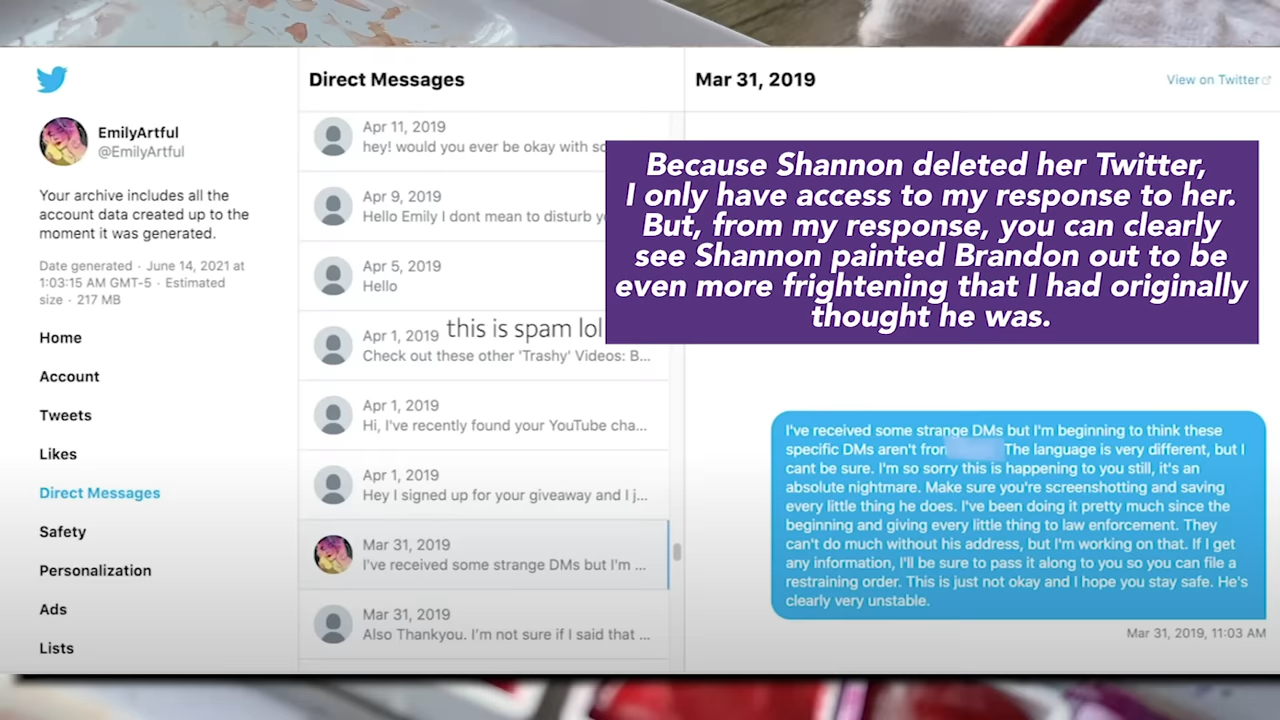 EmilyArtful
@EmilyArtful
Your archive includes all the
account data created up to the
moment it was generated.
Date generated · June 14, 2021 at
1:03:15 AM GMT-5 · Estimated
size · 217 MB
Home
Account
Tweets
Likes
Direct Messages
Safety
Personalization
Ads
Lists
Direct Messages
Apr 11, 2019
hey! would you ever be okay with so
Apr 9, 2019
Hello Emily I dont mean to disturb y
Apr 5, 2019
Hello
Apr 1, 2019
this is spam lol
Check out these other 'Trashy' Videos: B...
Apr 1, 2019
Hi, I've recently found your YouTube cha...
Apr 1, 2019
Hey I signed up for your giveaway and I j...
Mar 31, 2019
I've received some strange DMs but I'm ...
Mar 31, 2019
Also Thankyou. I'm not sure if I said that ...
Mar 31, 2019
View on Twitter
Because Shannon deleted her Twitter,
I only have access to my response to her.
But, from my response, you can clearly
see Shannon painted Brandon out to be
even more frightening that I had originally
thought he was.
I've received some strange DMs but I'm beginning to think these
specific DMs aren't from The language is very different, but I
cant be sure. I'm so sorry this is happening to you still, it's an
absolute nightmare. Make sure you're screenshotting and saving
every little thing he does. I've been doing it pretty much since the
beginning and giving every little thing to law enforcement. They
can't do much without his address, but I'm working on that. If I get
any information, I'll be sure to pass it along to you so you can file a
restraining order. This is just not okay and I hope you stay safe. He's
clearly very unstable.
Mar 31, 2019, 11:03 AM